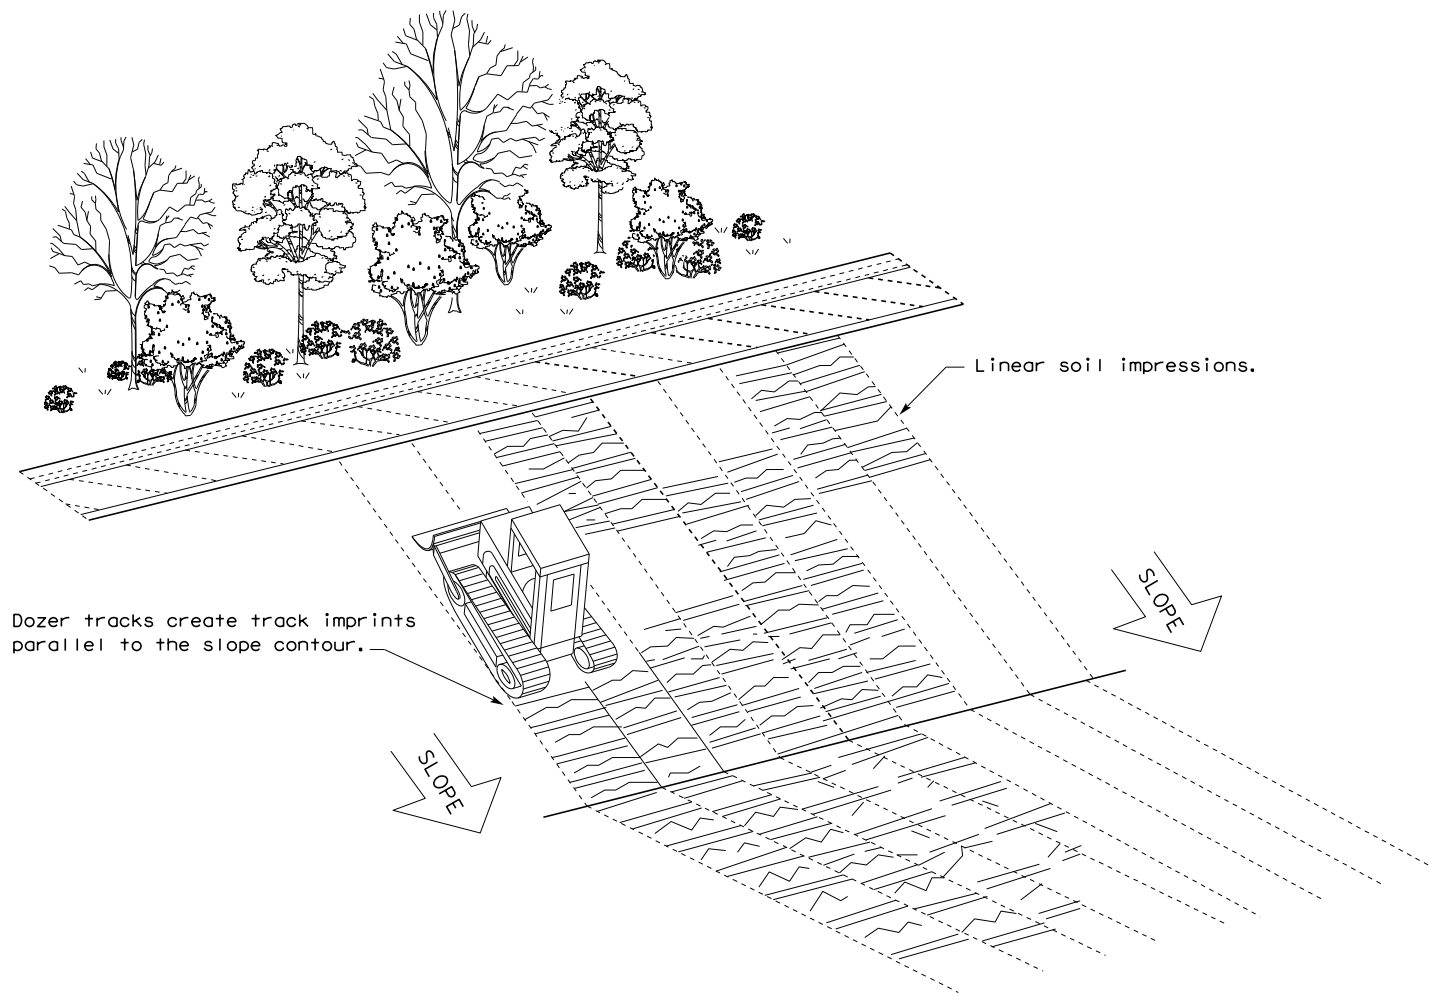 Linear soil impressions.
SLOPE
Dozer tracks create track imprints
parallel to the slope contour.
SLOPE